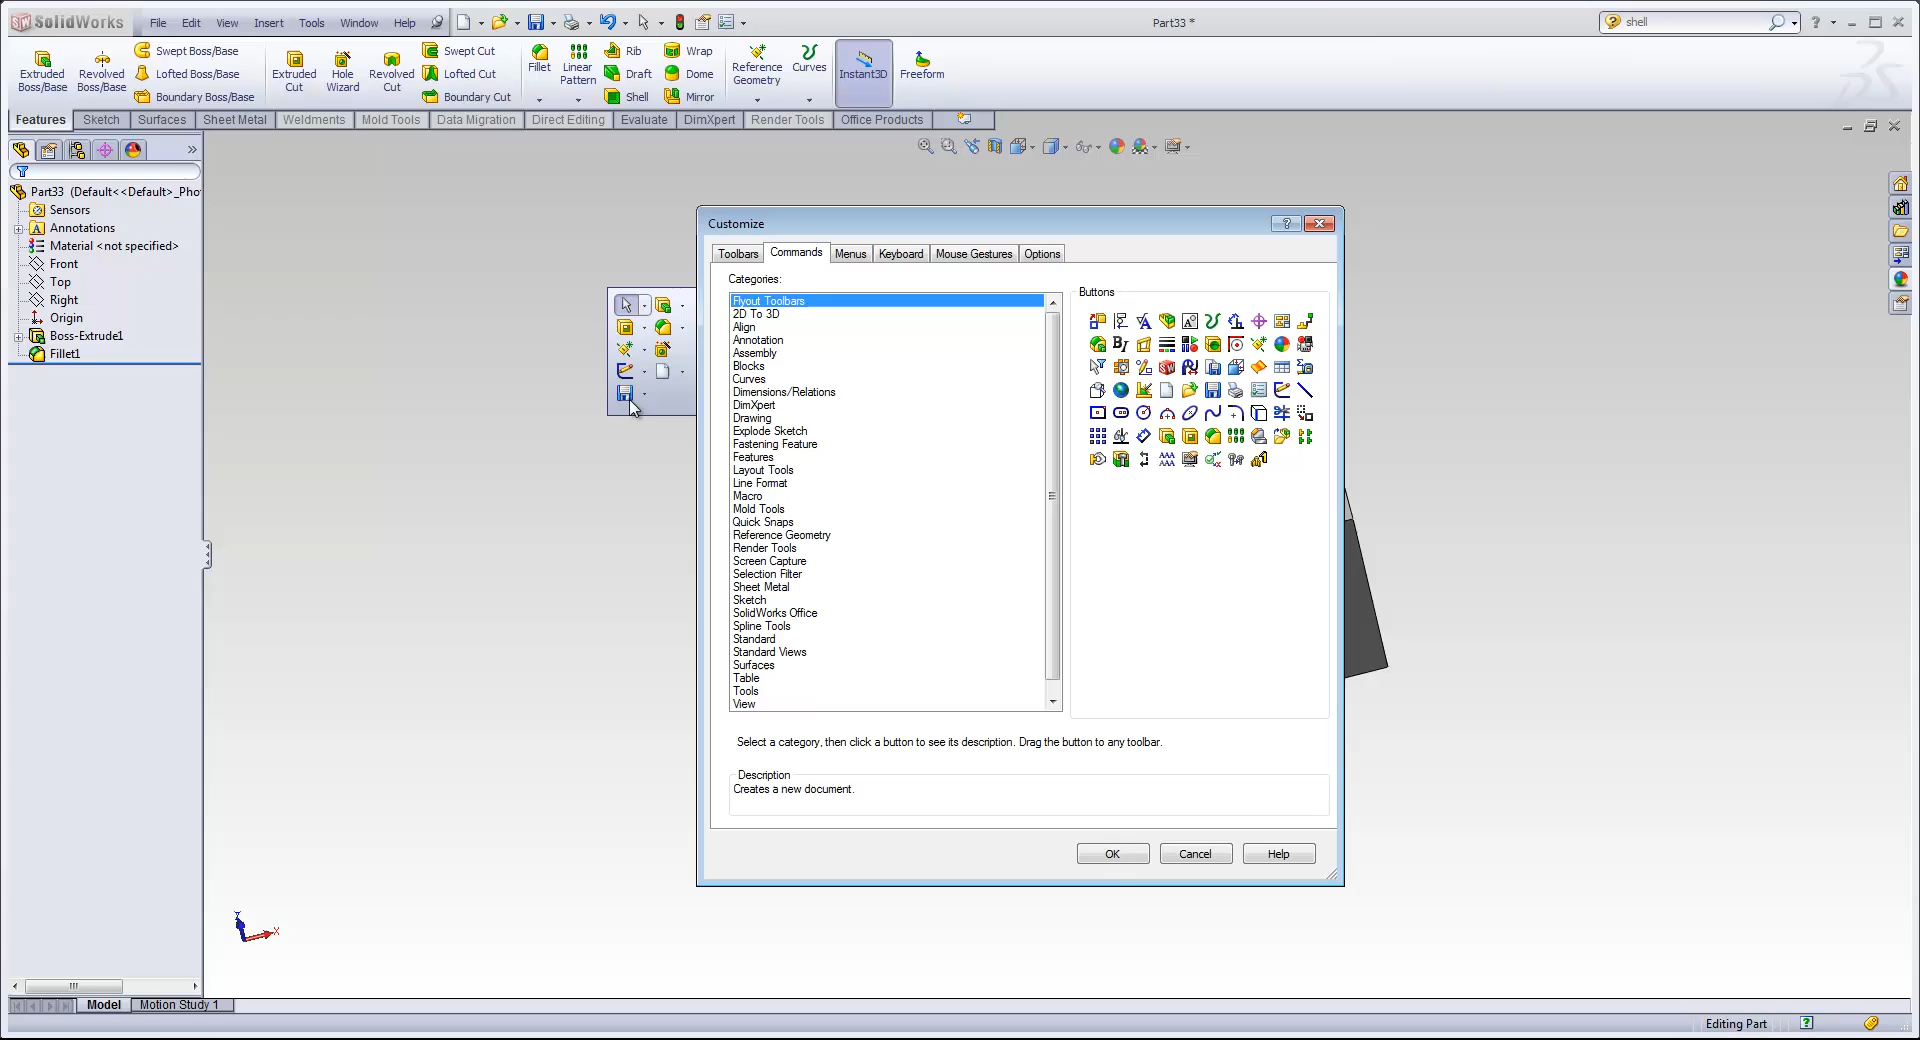 SolidWorks File Edit View Insert Tools Window Help Part33 * shell
Extruded Boss/Base
Revolved Boss/Base
Swept Boss/Base
Lofted Boss/Base
Boundary Boss/Base
Extruded Cut
Hole Wizard
Revolved Cut
Swept Cut
Lofted Cut
Boundary Cut
Fillet
Linear Pattern
Rib
Draft
Shell
Wrap
Dome
Mirror
Reference Geometry
Curves
Instant3D
Freeform
Features Sketch Surfaces Sheet Metal Weldments Mold Tools Data Migration Direct Editing Evaluate DimXpert Render Tools Office Products
Part33 (Default<<Default>_Pho
Sensors
Annotations
Material <not specified>
Front
Top
Right
Origin
Boss-Extrude1
Fillet1
Customize
Toolbars Commands Menus Keyboard Mouse Gestures Options
Categories:
Buttons
Flyout Toolbars
2D To 3D
Align
Annotation
Assembly
Blocks
Curves
Dimensions/Relations
DimXpert
Drawing
Explode Sketch
Fastening Feature
Features
Layout Tools
Line Format
Macro
Mold Tools
Quick Snaps
Reference Geometry
Render Tools
Screen Capture
Selection Filter
Sheet Metal
Sketch
SolidWorks Office
Spline Tools
Standard
Standard Views
Surfaces
Table
Tools
View
Select a category, then click a button to see its description. Drag the button to any toolbar.
Description
Creates a new document.
OK Cancel Help
X
Model Motion Study 1
Editing Part